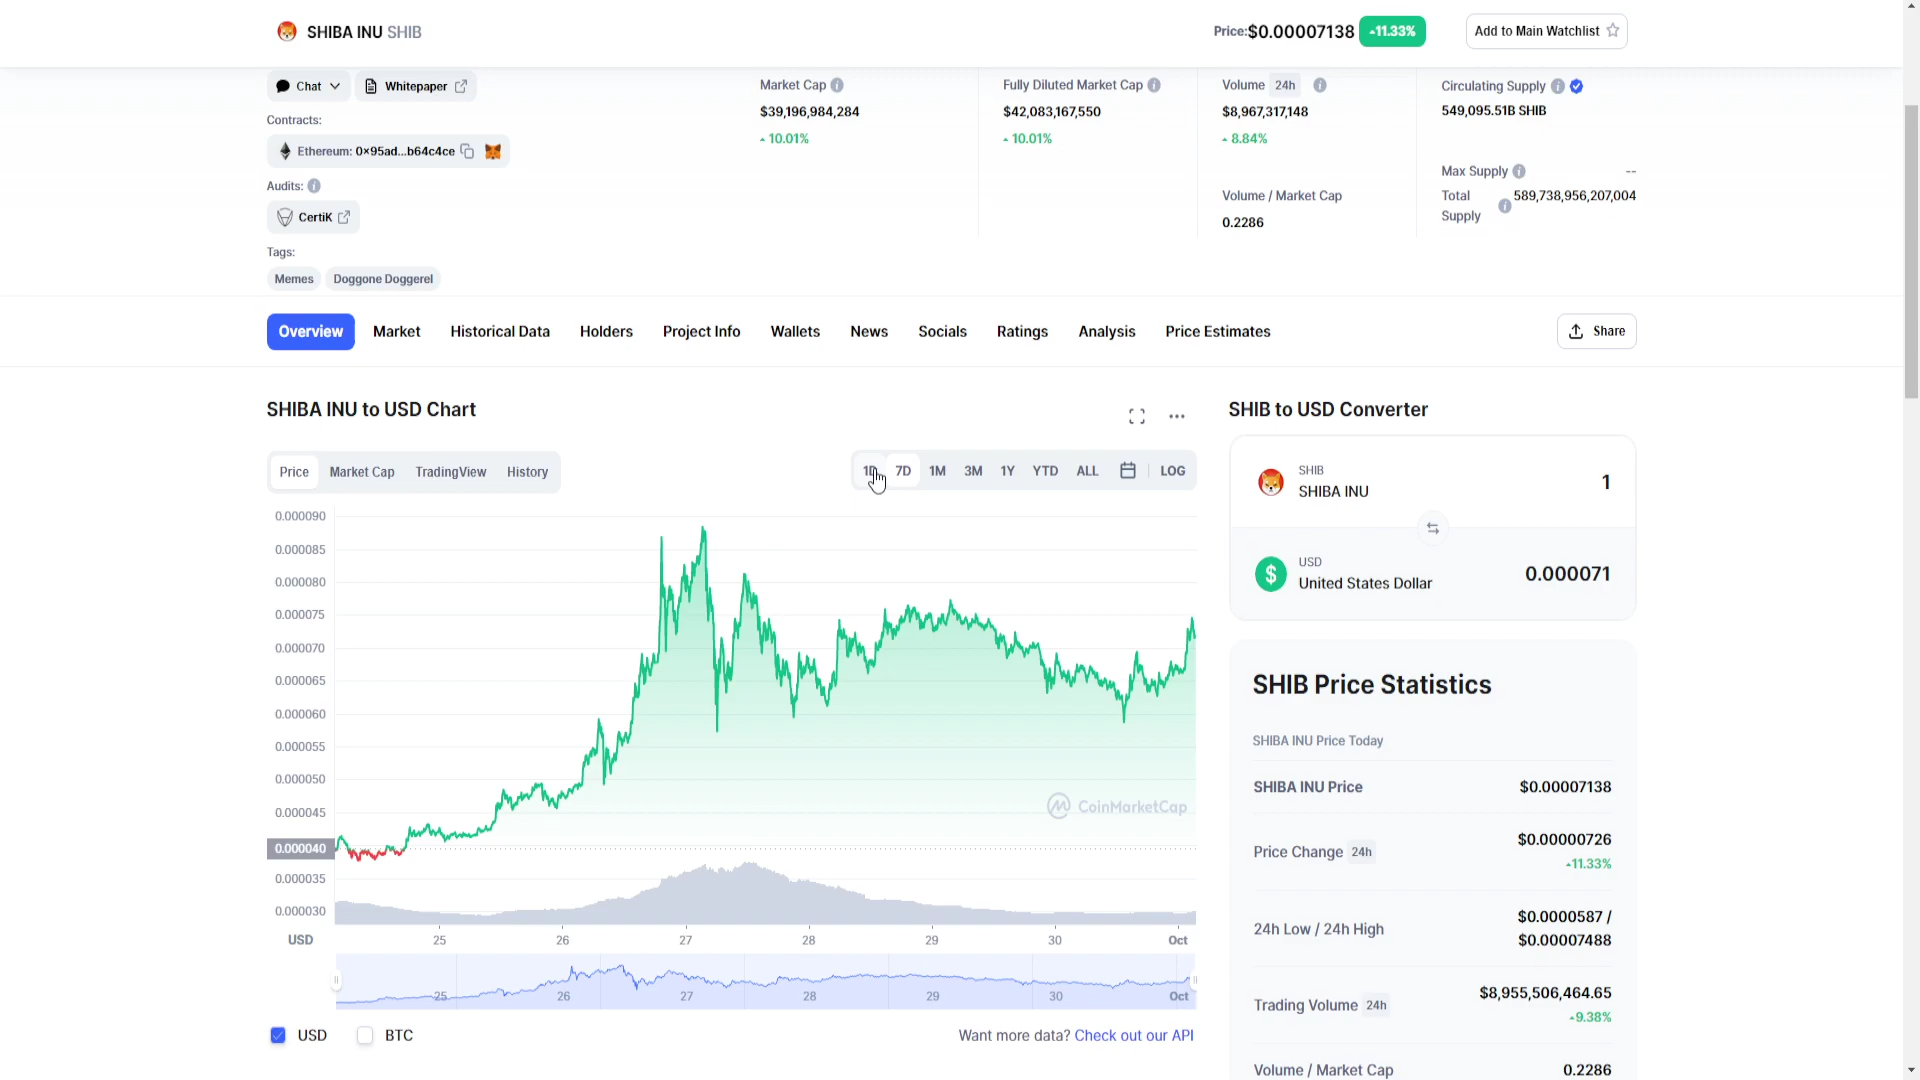 SHIBA INU SHIB
Price:$0.00007138 11.33%
Add to Main Watchlist
Chat
Whitepaper
Contracts:
Ethereum: 0×95ad...b64c4ce
Audits:
CertiK
Tags:
Memes Doggone Doggerel
Market Cap
$39,196,984,284
10.01%
Fully Diluted Market Cap
$42,083,167,550
10.01%
Volume 24h
$8,967,317,148
8.84%
Volume / Market Cap
0.2286
Circulating Supply
549,095.51B SHIB
Max Supply --
Total Supply 589,738,956,207,004
Overview Market Historical Data Holders Project Info Wallets News Socials Ratings Analysis Price Estimates
Share
SHIBA INU to USD Chart
Price Market Cap TradingView History
1D 7D 1M 3M 1Y YTD ALL LOG
0.000090
0.000085
0.000080
0.000075
0.000070
0.000065
0.000060
0.000055
0.000050
0.000045
0.000040
0.000035
0.000030
CoinMarketCap
USD 25 26 27 28 29 30 Oct
25 26 27 28 29 30 Oct
USD BTC
Want more data? Check out our API
SHIB to USD Converter
SHIB
SHIBA INU 1
USD
United States Dollar 0.000071
SHIB Price Statistics
SHIBA INU Price Today
SHIBA INU Price $0.00007138
Price Change 24h $0.00000726
11.33%
24h Low / 24h High $0.0000587 /
$0.00007488
Trading Volume 24h $8,955,506,464.65
9.38%
Volume / Market Cap 0.2286